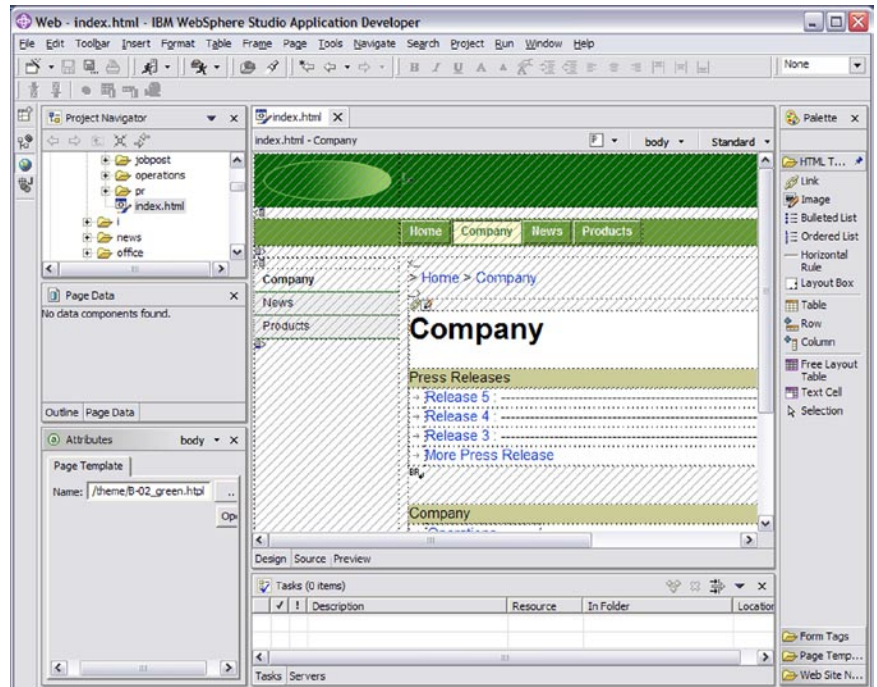 Web - index.html - IBM WebSphere Studio Application Developer
File Edit Toolbar Insert Format Table Frame Page Tools Navigate Search Project Run Window Help
B I U A A
None
Project Navigator
jobpost
operations
pr
index.html
i
news
office
Page Data
No data components found.
Outline Page Data
Attributes body
Page Template
Name: /theme/B-02_green.htpl ..
Ope
index.html
index.html - Company
body Standard
Home Company News Products
Company
News
Products
> Home > Company
Company
Press Releases
Release 5 :
Release 4 :
Release 3 :
More Press Release
BR
Company
Operations
Design Source Preview
Tasks (0 items)
! Description Resource In Folder Location
Tasks Servers
Palette
HTML T...
Link
Image
Bulleted List
Ordered List
Horizontal
Rule
Layout Box
Table
Row
Column
Free Layout
Table
Text Cell
Selection
Form Tags
Page Temp...
Web Site N...